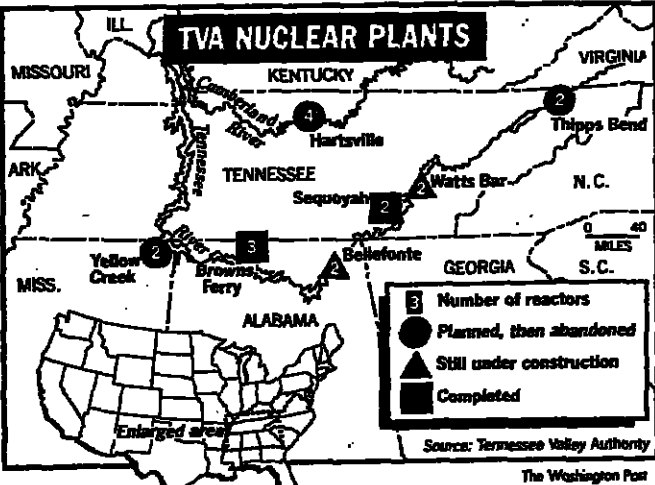 TVA NUCLEAR PLANTS
ILL.
MISSOURI
KENTUCKY
VIRGINIA
Cumberland
River
4
Hartsville
2
Thipps Bend
ARK.
Tennessee
TENNESSEE
2
Watts Bar
N.C.
Sequoyah
2
River
Yellow
Creek
2
3
Browns
Ferry
Bellefonte
2
0 40
MILES
MISS.
GEORGIA
S.C.
ALABAMA
3 Number of reactors
Planned, then abandoned
Still under construction
Completed
Enlarged area
Source: Tennessee Valley Authority
The Washington Post